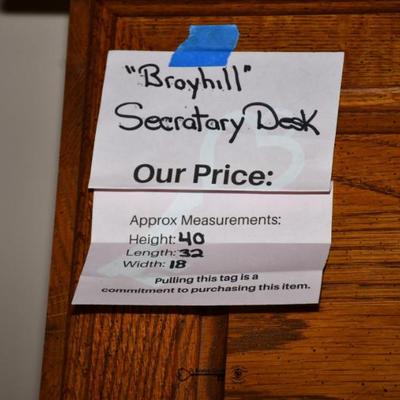 "Broyhill"
Secratary Desk
Our Price:
Approx Measurements:
Height: 40
Length: 32
Width: 18
Pulling this tag is a
commitment to purchasing this item.